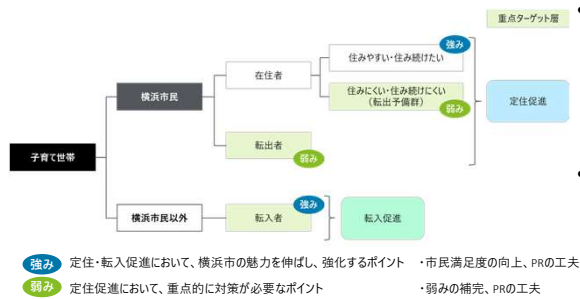 重点ターゲット層
強み
住みやすい・住み続けたい
在住者
住みにくい・住み続けにくい
(転出予備群)
弱み
横浜市民
定住促進
転出者
弱み
子育て世帯
強み
横浜市民以外
転入者
転入促進
強み 定住・転入促進において、横浜市の魅力を伸ばし、強化するポイント ・市民満足度の向上、PRの工夫
弱み 定住促進において、重点的に対策が必要なポイント ・弱みの補完、PRの工夫